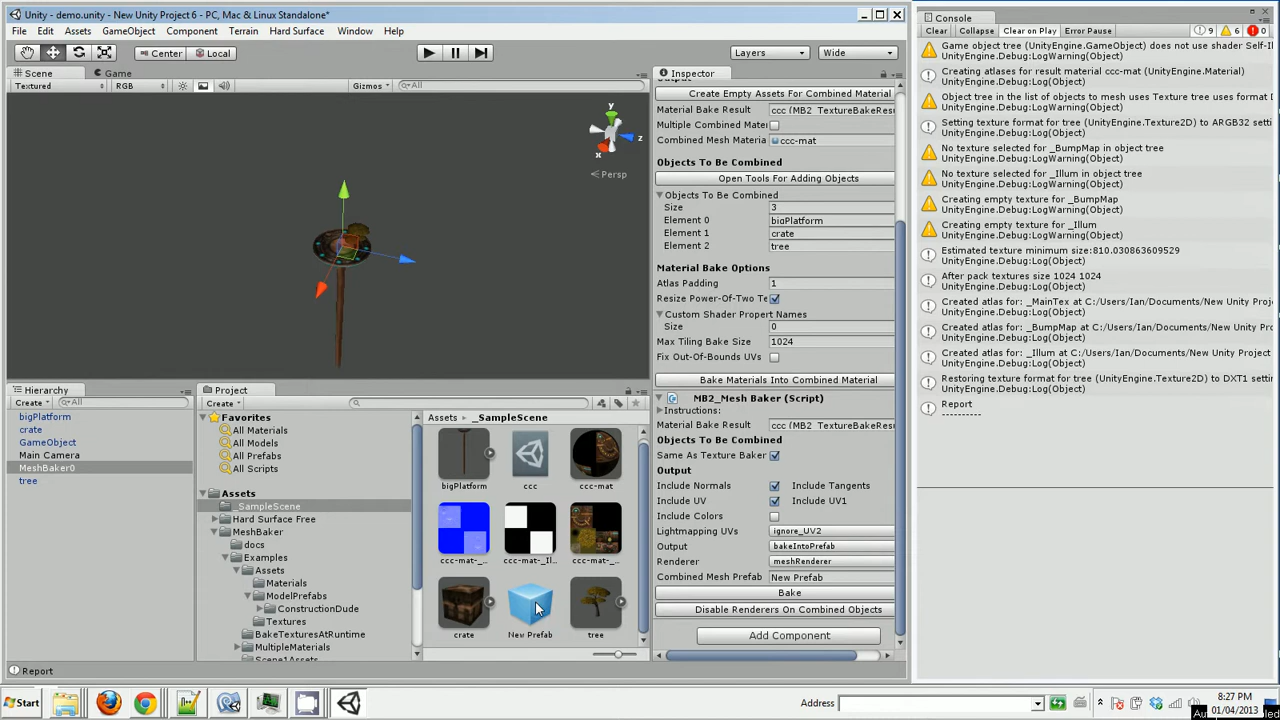 Unity - demo.unity - New Unity Project 6 - PC, Mac & Linux Standalone*
File Edit Assets GameObject Component Terrain Hard Surface Window Help
Center Local Layers Wide
Scene Game
Textured RGB Gizmos All
y
z
x
Persp
Hierarchy
Create
bigPlatform
crate
GameObject
Main Camera
MeshBaker0
tree
Project
Create
Favorites
All Materials
All Models
All Prefabs
All Scripts
Assets
_SampleScene
Hard Surface Free
MeshBaker
docs
Examples
Assets
Materials
ModelPrefabs
ConstructionDude
Textures
BakeTexturesAtRuntime
MultipleMaterials
Scene1Assets
Assets _SampleScene
bigPlatform ccc ccc-mat
ccc-mat-_... ccc-mat-_Il... ccc-mat-_...
crate New Prefab tree
Inspector
Output
Create Empty Assets For Combined Material
Material Bake Result ccc (MB2_TextureBakeResu
Multiple Combined Mater
Combined Mesh Materia ccc-mat
Objects To Be Combined
Open Tools For Adding Objects
Objects To Be Combined
Size 3
Element 0 bigPlatform
Element 1 crate
Element 2 tree
Material Bake Options
Atlas Padding 1
Resize Power-Of-Two Te
Custom Shader Propert Names
Size 0
Max Tiling Bake Size 1024
Fix Out-Of-Bounds UVs
Bake Materials Into Combined Material
MB2_Mesh Baker (Script)
Instructions:
Material Bake Result ccc (MB2_TextureBakeResu
Objects To Be Combined
Same As Texture Baker
Output
Include Normals Include Tangents
Include UV Include UV1
Include Colors
Lightmapping UVs ignore_UV2
Output bakeIntoPrefab
Renderer meshRenderer
Combined Mesh Prefab New Prefab
Bake
Disable Renderers On Combined Objects
Add Component
Console
Clear Collapse Clear on Play Error Pause 9 6 0
Game object tree (UnityEngine.GameObject) does not use shader Self-I
UnityEngine.Debug:LogWarning(Object)
Creating atlases for result material ccc-mat (UnityEngine.Material)
UnityEngine.Debug:Log(Object)
Object tree in the list of objects to mesh uses Texture tree uses format D
UnityEngine.Debug:LogWarning(Object)
Setting texture format for tree (UnityEngine.Texture2D) to ARGB32 setti
UnityEngine.Debug:Log(Object)
No texture selected for _BumpMap in object tree
UnityEngine.Debug:LogWarning(Object)
No texture selected for _Illum in object tree
UnityEngine.Debug:LogWarning(Object)
Creating empty texture for _BumpMap
UnityEngine.Debug:LogWarning(Object)
Creating empty texture for _Illum
UnityEngine.Debug:LogWarning(Object)
Estimated texture minimum size:810.030863609529
UnityEngine.Debug:Log(Object)
After pack textures size 1024 1024
UnityEngine.Debug:Log(Object)
Created atlas for: _MainTex at C:/Users/Ian/Documents/New Unity Proje
UnityEngine.Debug:Log(Object)
Created atlas for: _BumpMap at C:/Users/Ian/Documents/New Unity Pr
UnityEngine.Debug:Log(Object)
Created atlas for: _Illum at C:/Users/Ian/Documents/New Unity Project
UnityEngine.Debug:Log(Object)
Restoring texture format for tree (UnityEngine.Texture2D) to DXT1 settin
UnityEngine.Debug:Log(Object)
Report
----------
Report
Start
Address
8:27 PM
01/04/2013